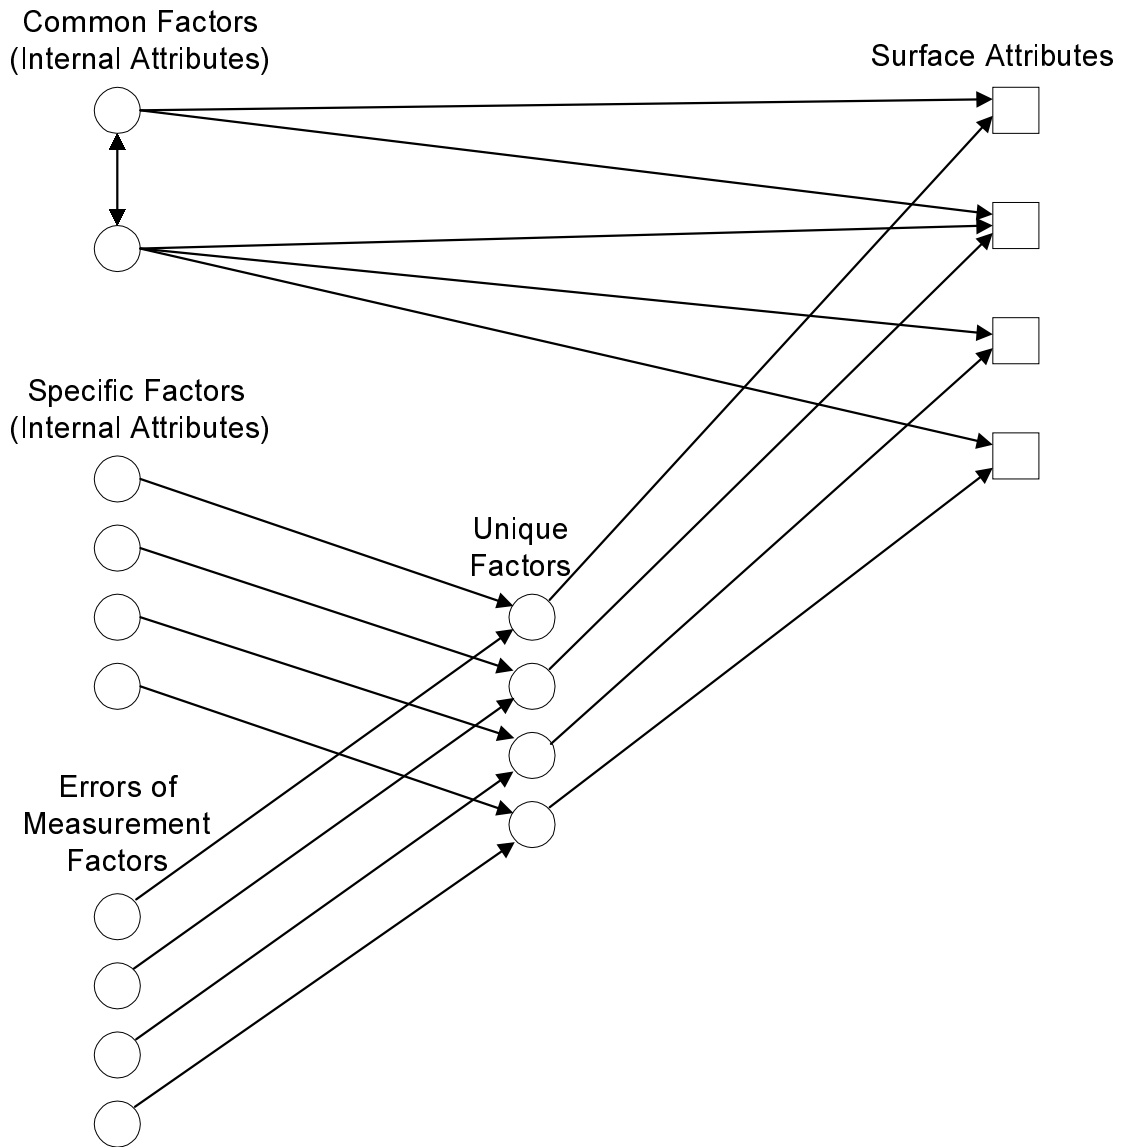 Common Factors
(Internal Attributes)
Surface Attributes
Specific Factors
(Internal Attributes)
Unique
Factors
Errors of
Measurement
Factors